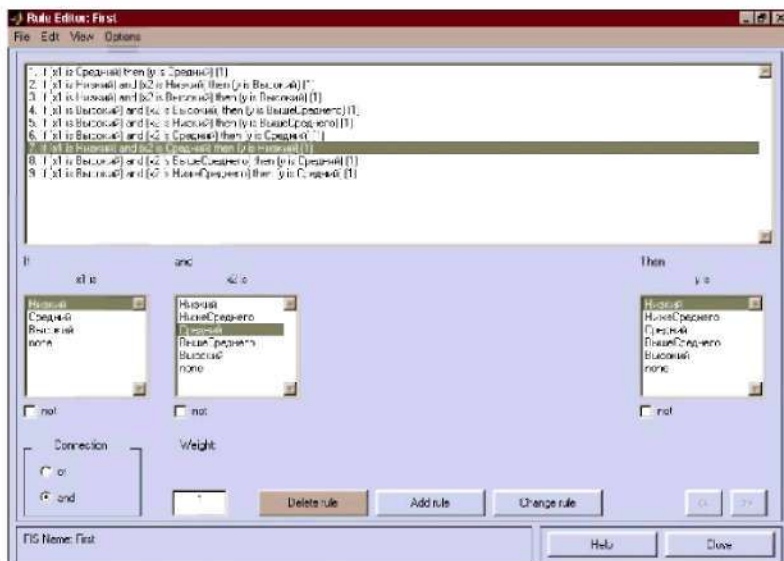 Rule Editor: First
File Edit View Options
1. If (x1 is Средний) then (y is Средний) (1)
2. If (x1 is Низкий) and (x2 is Низкий) then (y is Высокий) (1)
3. If (x1 is Низкий) and (x2 is Высокий) then (y is Высокий) (1)
4. If (x1 is Высокий) and (x2 is Высокий) then (y is ВышеСреднего) (1)
5. If (x1 is Высокий) and (x2 is Низкий) then (y is ВышеСреднего) (1)
6. If (x1 is Высокий) and (x2 is Средний) then (y is Средний) (1)
7. If (x1 is Низкий) and (x2 is Средний) then (y is Низкий) (1)
8. If (x1 is Высокий) and (x2 is ВышеСреднего) then (y is Средний) (1)
9. If (x1 is Высокий) and (x2 is НижеСреднего) then (y is Средний) (1)
If and Then
x1 is x2 is y is
Низкий
Средний
Высокий
none
Низкий
НижеСреднего
Средний
ВышеСреднего
Высокий
none
Низкий
НижеСреднего
Средний
ВышеСреднего
Высокий
none
not not not
Connection Weight:
or
and 1 Delete rule Add rule Change rule << >>
FIS Name: First Help Close